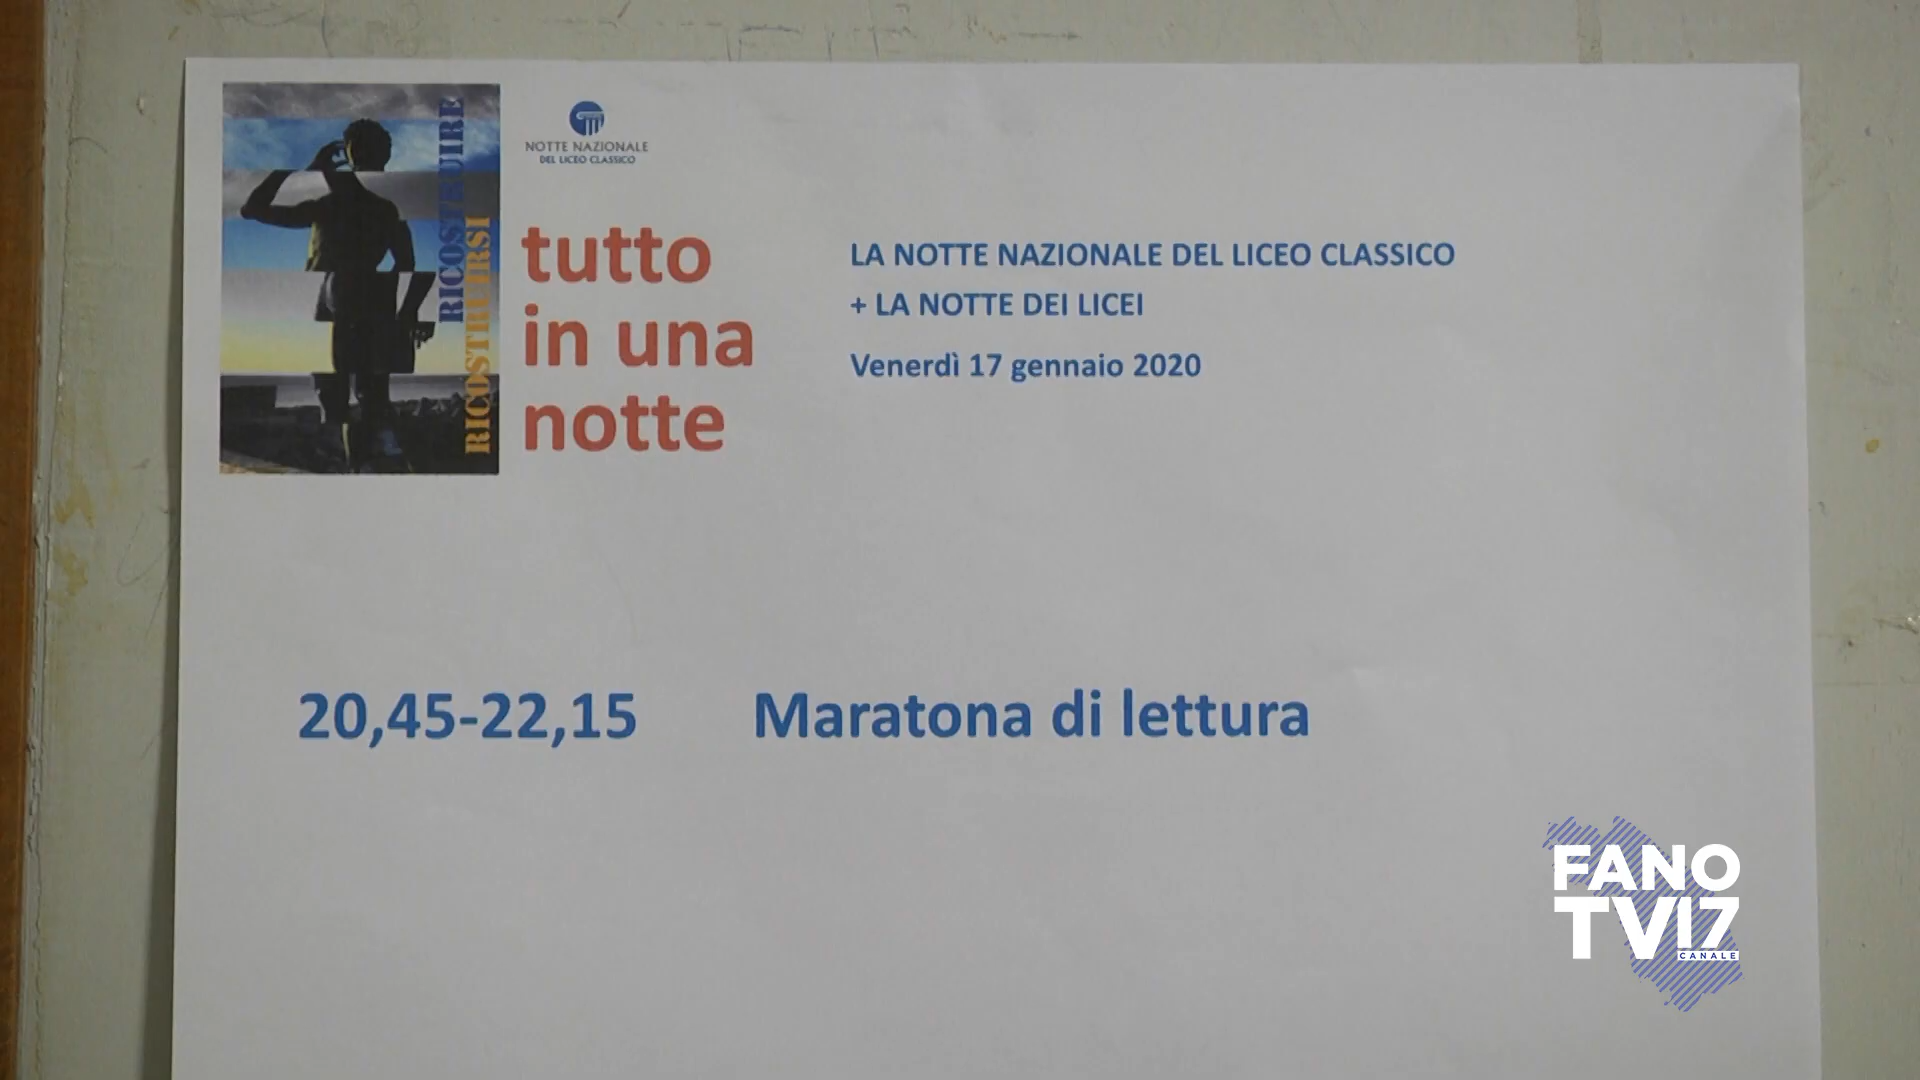 RICOSTRUIRE
RICOSTRUIRSI
NOTTE NAZIONALE
DEL LICEO CLASSICO
tutto
in una
notte
LA NOTTE NAZIONALE DEL LICEO CLASSICO
+ LA NOTTE DEI LICEI
Venerdì 17 gennaio 2020
20,45-22,15 Maratona di lettura
FANO
TV17
CANALE